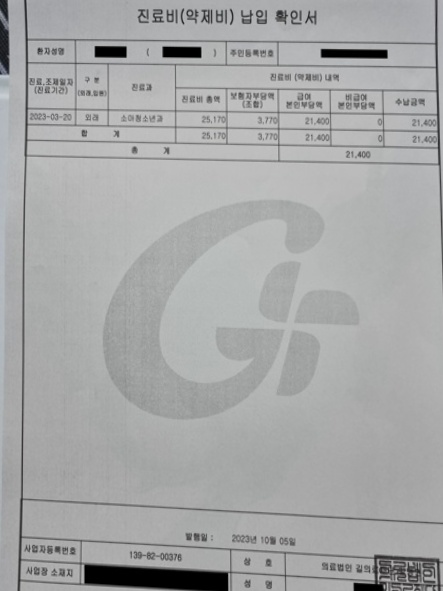 진료비(약제비) 납입 확인서
환자성명 ( ) 주민등록번호
진료,조제일자 (진료기간) 구 분 (외래,입원) 진료과 진료비 (약제비) 내역
진료비 총액 보험자부담액 (조합) 급여 본인부담액 비급여 본인부담액 수납금액
2023-03-20 외래 소아청소년과 25,170 3,770 21,400 0 21,400
합 계 25,170 3,770 21,400 0 21,400
총 계 21,400
발행일 : 2023년 10월 05일
사업자등록번호 139-82-00376 상 호 의료법인 길의료
사업장 소재지 성 명